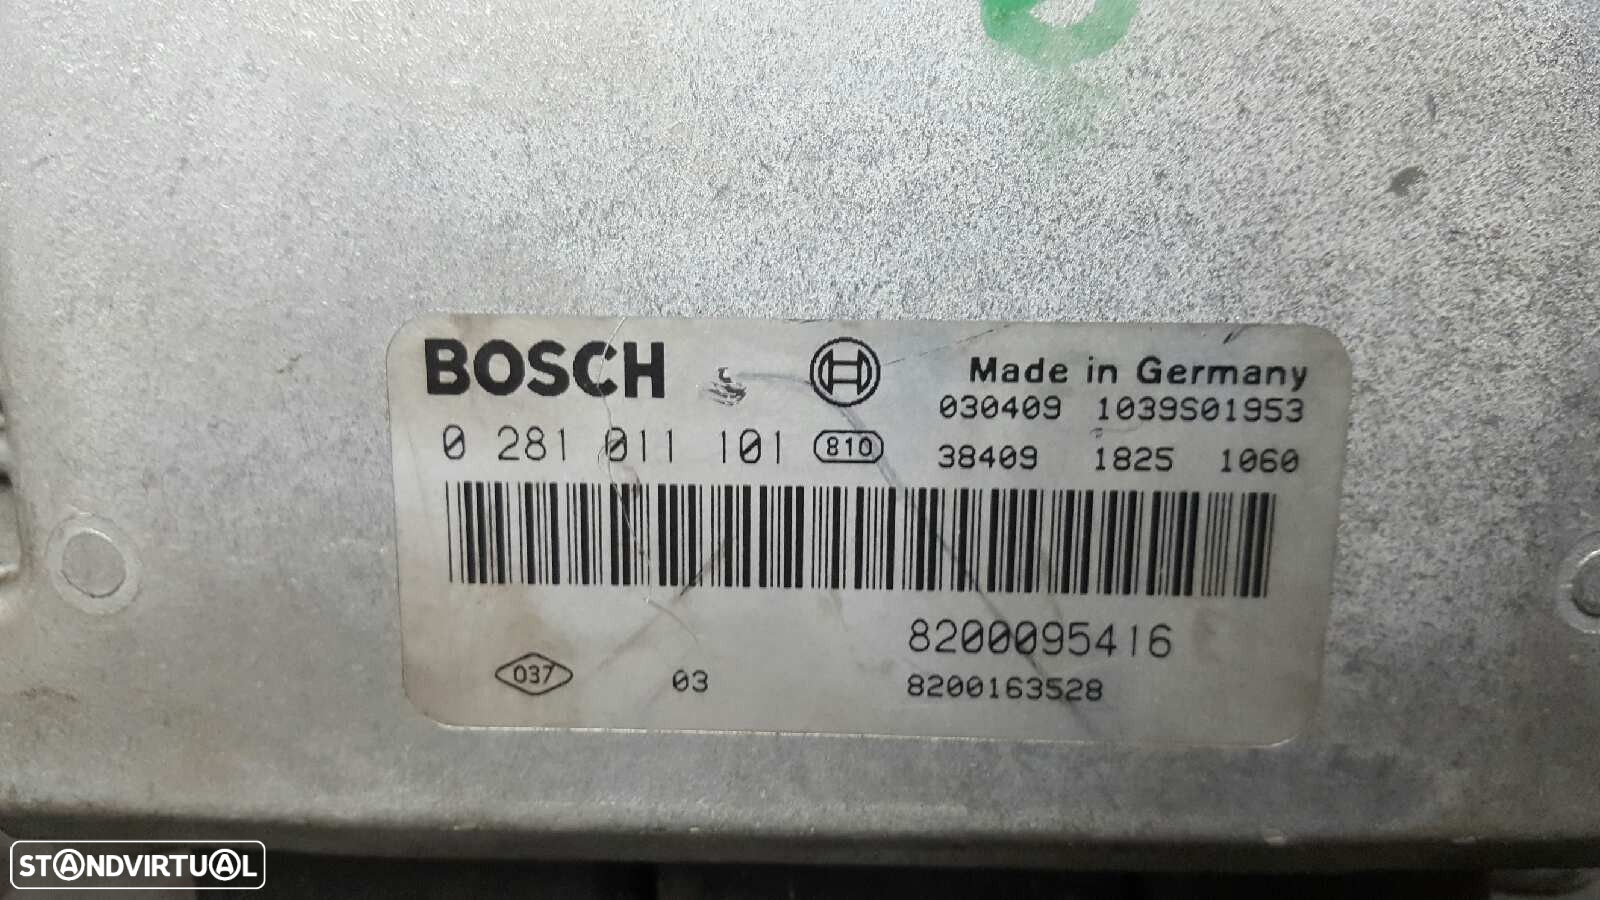 BOSCH
Made in Germany
030409 1039S01953
0 281 011 101 810
38409 1825 1060
8200095416
037 03 8200163528
STANDVIRTUAL